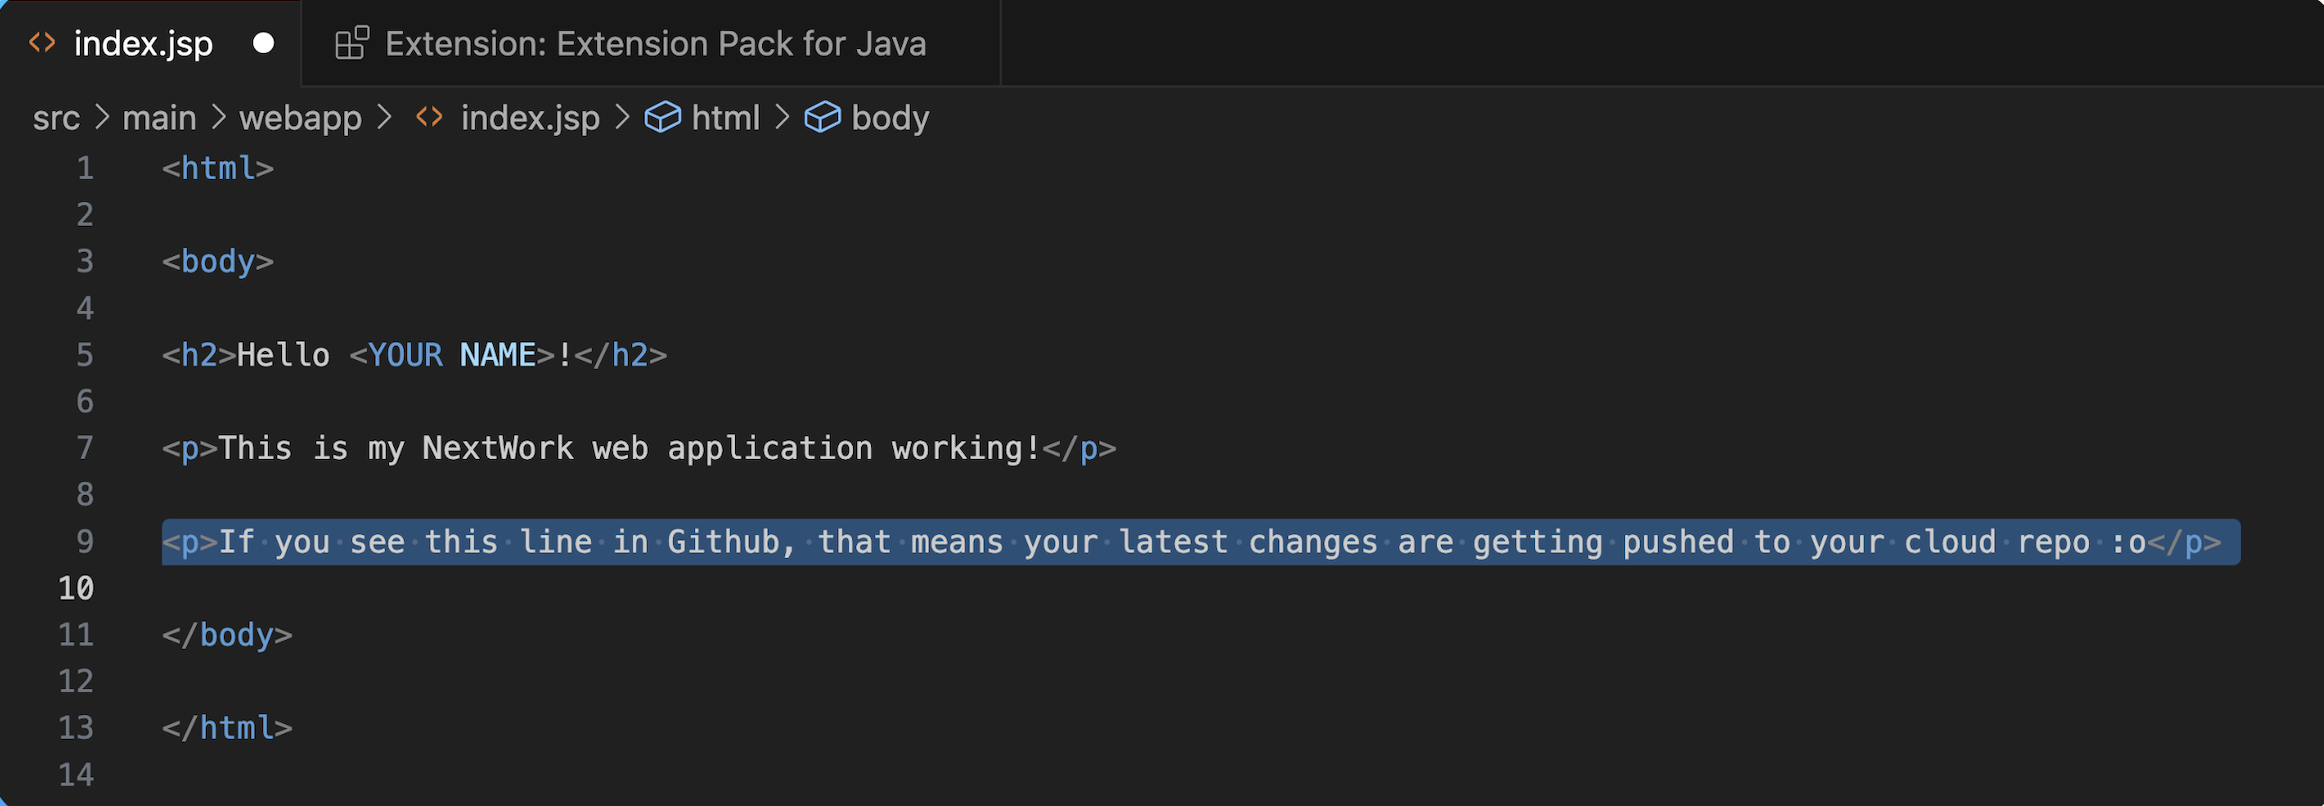 index.jsp
Extension: Extension Pack for Java
src > main > webapp > index.jsp > html > body
1 <html>
2
3 <body>
4
5 <h2>Hello <YOUR NAME>!</h2>
6
7 <p>This is my NextWork web application working!</p>
8
9 <p>If you see this line in Github, that means your latest changes are getting pushed to your cloud repo :o</p>
10
11 </body>
12
13 </html>
14